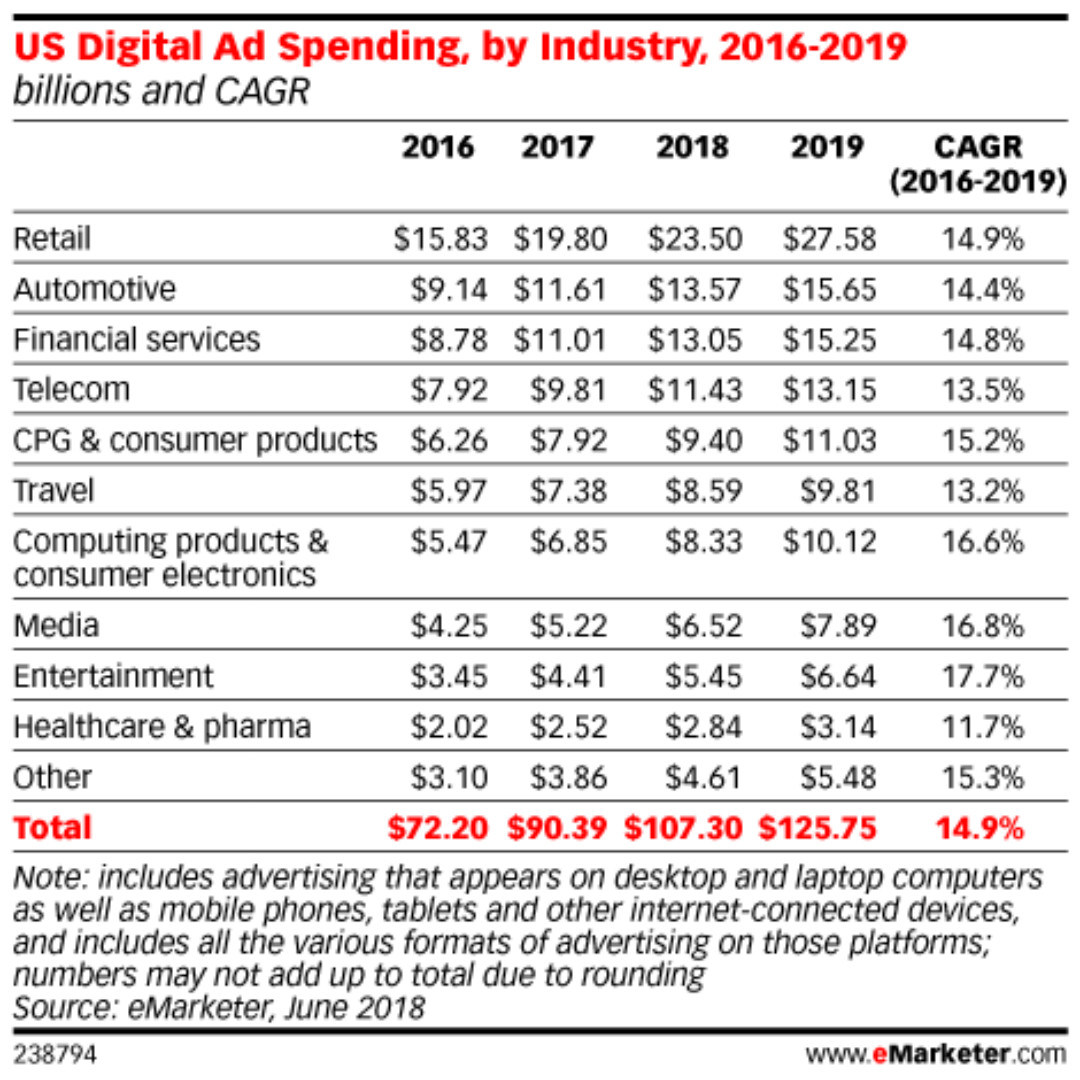 US Digital Ad Spending, by Industry, 2016-2019
billions and CAGR
2016 2017 2018 2019 CAGR
(2016-2019)
Retail $15.83 $19.80 $23.50 $27.58 14.9%
Automotive $9.14 $11.61 $13.57 $15.65 14.4%
Financial services $8.78 $11.01 $13.05 $15.25 14.8%
Telecom $7.92 $9.81 $11.43 $13.15 13.5%
CPG & consumer products $6.26 $7.92 $9.40 $11.03 15.2%
Travel $5.97 $7.38 $8.59 $9.81 13.2%
Computing products & $5.47 $6.85 $8.33 $10.12 16.6%
consumer electronics
Media $4.25 $5.22 $6.52 $7.89 16.8%
Entertainment $3.45 $4.41 $5.45 $6.64 17.7%
Healthcare & pharma $2.02 $2.52 $2.84 $3.14 11.7%
Other $3.10 $3.86 $4.61 $5.48 15.3%
Total $72.20 $90.39 $107.30 $125.75 14.9%
Note: includes advertising that appears on desktop and laptop computers
as well as mobile phones, tablets and other internet-connected devices,
and includes all the various formats of advertising on those platforms;
numbers may not add up to total due to rounding
Source: eMarketer, June 2018
238794 www.eMarketer.com